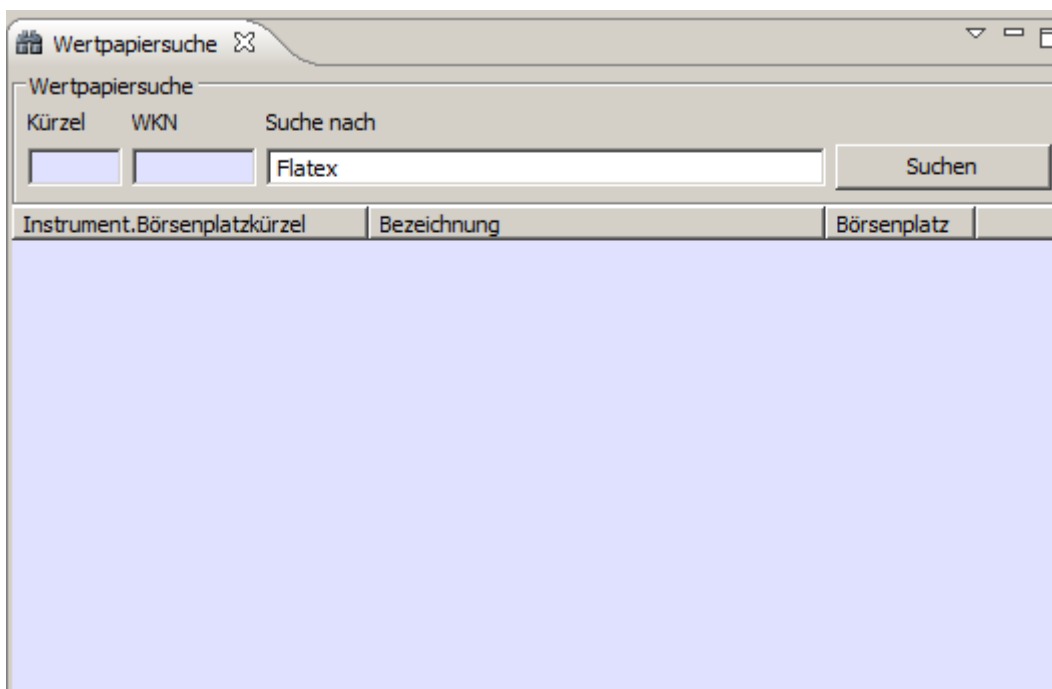 Wertpapiersuche
Wertpapiersuche
Kürzel WKN Suche nach
Flatex Suchen
Instrument.Börsenplatzkürzel Bezeichnung Börsenplatz